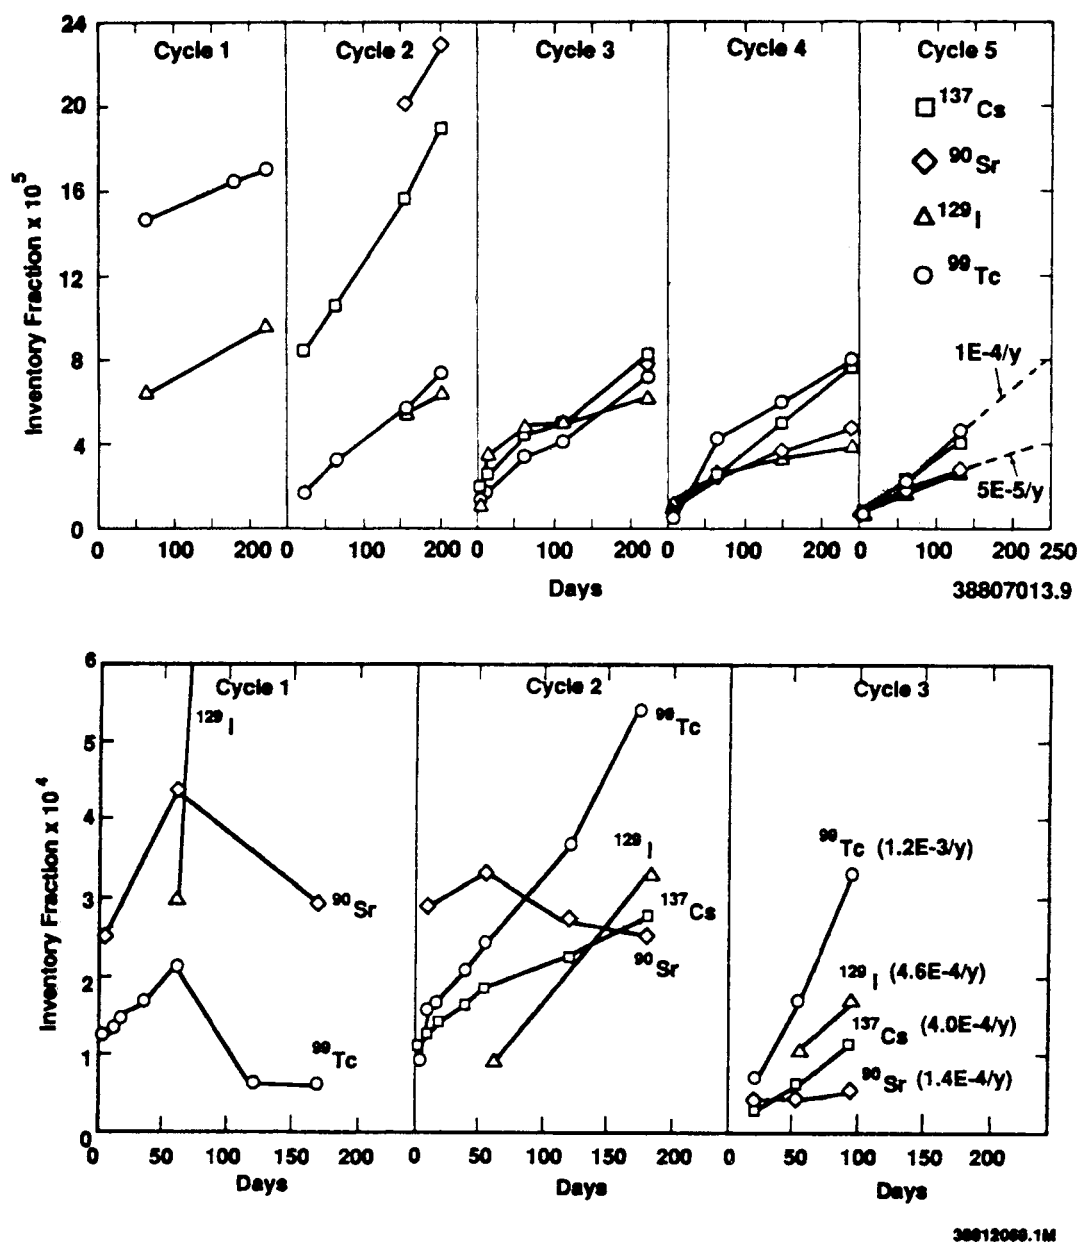 24
20
16
12
8
4
0
Inventory Fraction x 10^5
Cycle 1
Cycle 2
Cycle 3
Cycle 4
Cycle 5
137Cs
90Sr
129I
99Tc
1E-4/y
5E-5/y
0 100 200 0 100 200 0 100 200 0 100 200 0 100 200 250
Days
38807013.9
6
5
4
3
2
1
0
Inventory Fraction x 10^4
Cycle 1
Cycle 2
Cycle 3
129I
90Sr
99Tc
99Tc
129I
137Cs
90Sr
99Tc (1.2E-3/y)
129I (4.6E-4/y)
137Cs (4.0E-4/y)
90Sr (1.4E-4/y)
0 50 100 150 200 0 50 100 150 200 0 50 100 150 200
Days
Days
Days